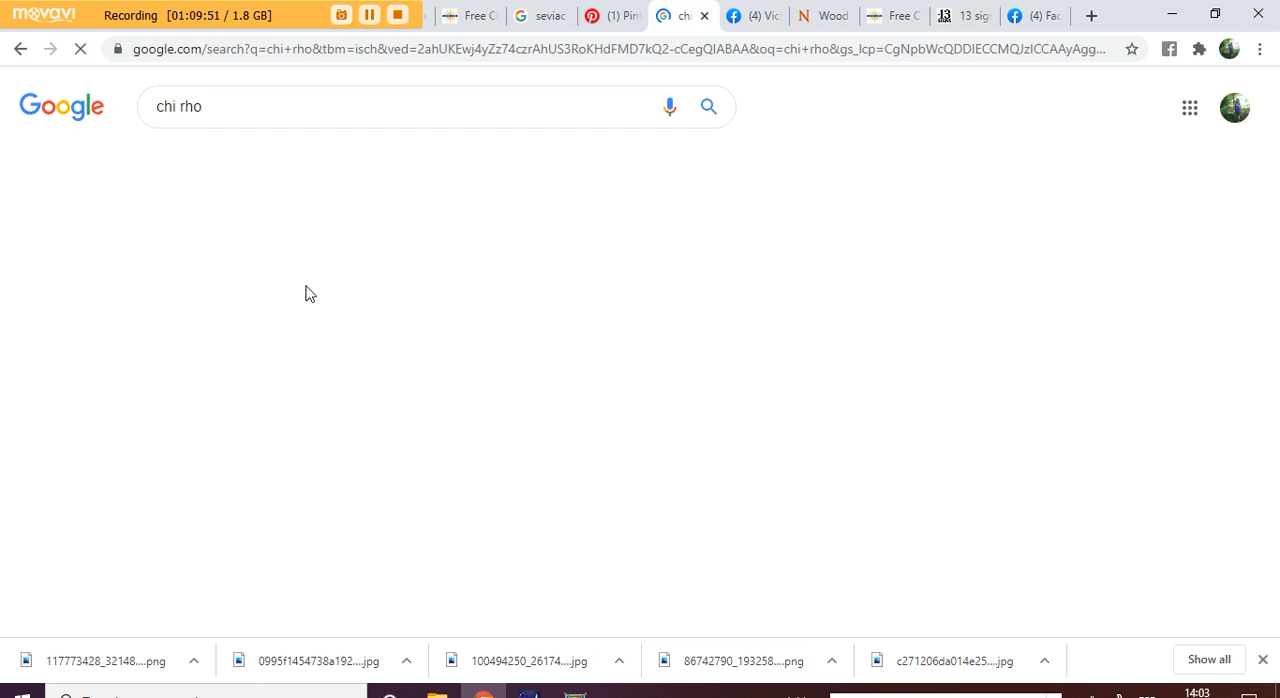 movavi Recording [01:09:51 / 1.8 GB]
Free C
seviac
(1) Pin
chi
(4) Vic
Wood
Free C
13 sig
(4) Fac
google.com/search?q=chi+rho&tbm=isch&ved=2ahUKEwj4yZz74czrAhUS3RoKHdFMD7kQ2-cCegQIABAA&oq=chi+rho&gs_lcp=CgNpbWcQDDIECCMQJzICCAAyAgg...
Google
chi rho
117773428_32148....png
0995f1454738a192....jpg
100494250_26174....jpg
86742790_193258....png
c271206da014e25....jpg
Show all
14:03